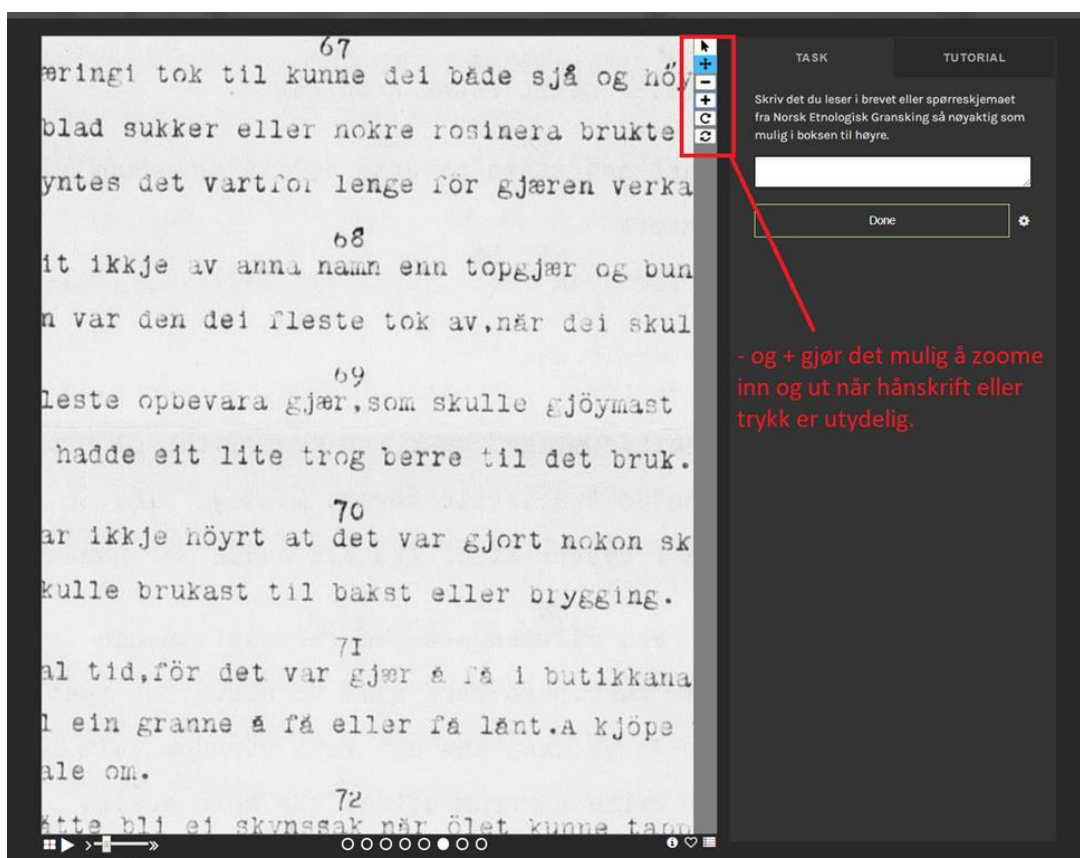 67
æringi tok til kunne dei både sjå og höy
blad sukker eller nokre rosinera brukte
yntes det vartfor lenge för gjæren verka
68
it ikkje av anna namn enn topgjær og bun
n var den dei fleste tok av,når dei skul
69
leste opbevara gjær,som skulle gjöymast
hadde eit lite trog berre til det bruk.
70
ar ikkje höyrt at det var gjort nokon sk
kulle brukast til bakst eller brygging.
71
al tid,för det var gjær å få i butikkana
l ein granne å få eller få lånt.A kjöpe
ale om.
72
åtte bli ei skynssak når ölet kunne tapp
TASK
TUTORIAL
Skriv det du leser i brevet eller spørreskjemaet
fra Norsk Etnologisk Gransking så nøyaktig som
mulig i boksen til høyre.
Done
- og + gjør det mulig å zoome
inn og ut når hånskrift eller
trykk er utydelig.